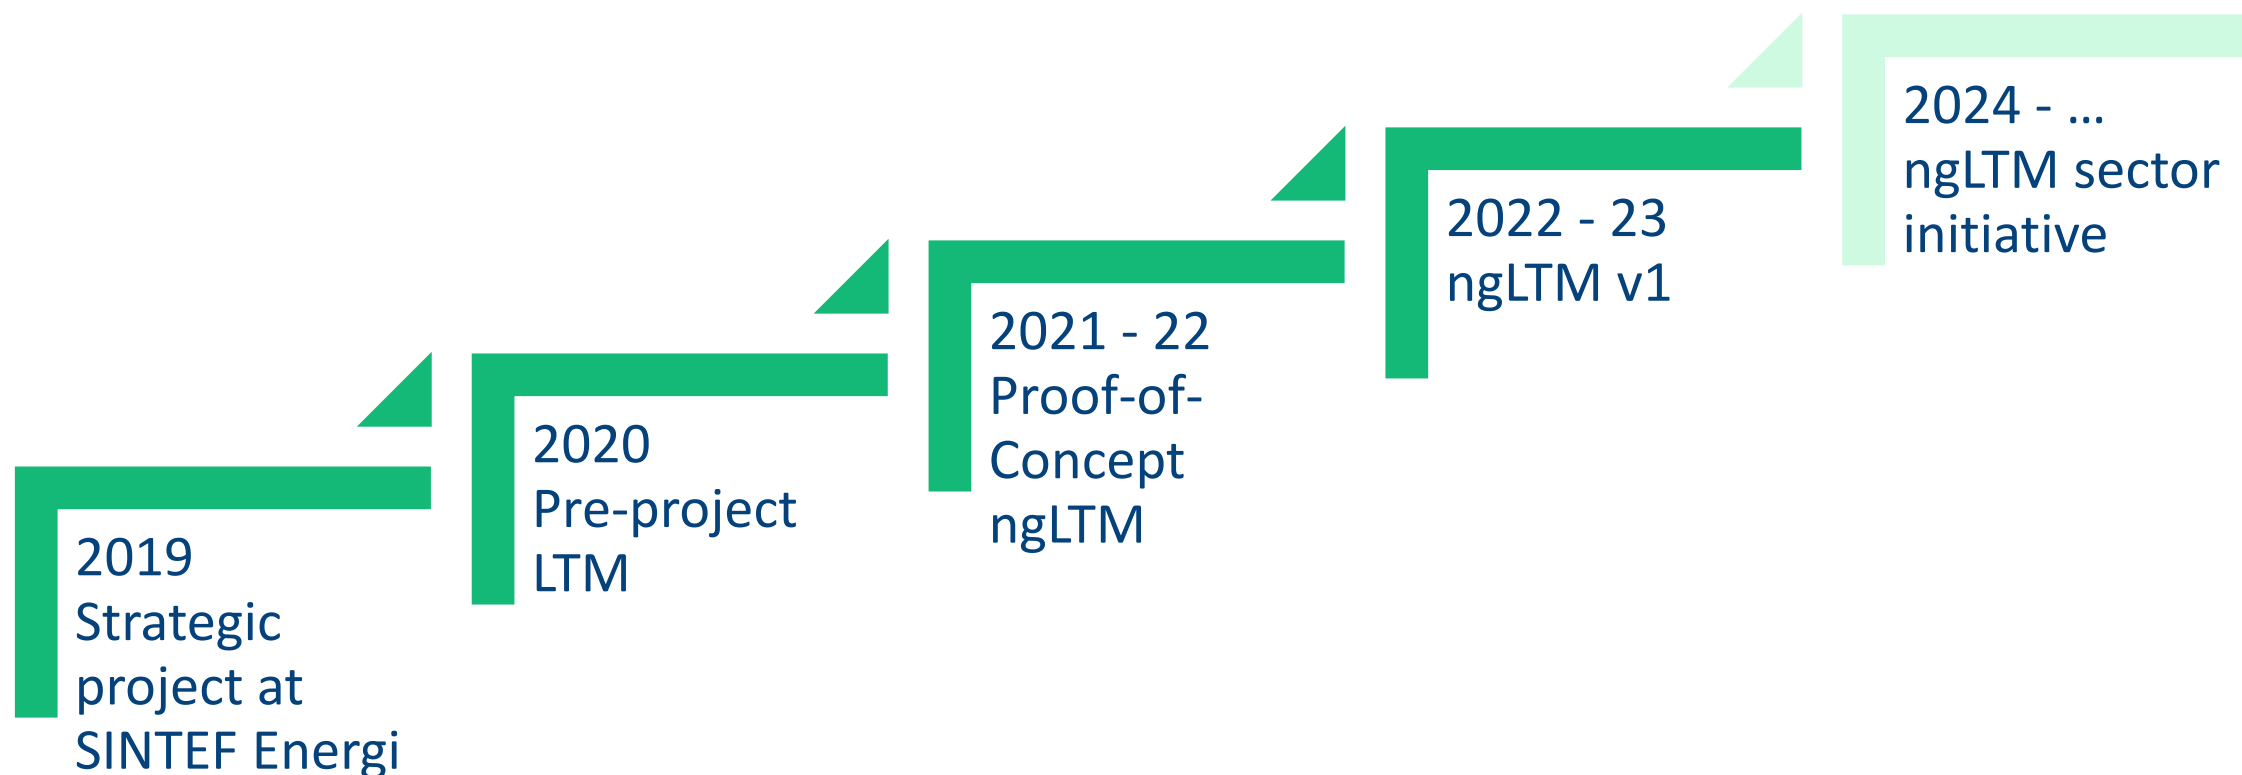 2019
Strategic
project at
SINTEF Energi
2020
Pre-project
LTM
2021 - 22
Proof-of-
Concept
ngLTM
2022 - 23
ngLTM v1
2024 - ...
ngLTM sector
initiative